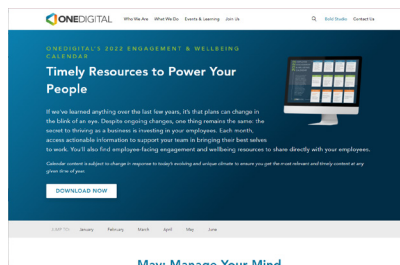 ONEDIGITAL
Who We Are What We Do Events & Learning Join Us
Bold Studio Contact Us
ONEDIGITAL'S 2022 ENGAGEMENT & WELLBEING
CALENDAR
Timely Resources to Power Your
People
If we've learned anything over the last few years, it's that plans can change in
the blink of an eye. Despite ongoing changes, one thing remains the same: the
secret to thriving as a business is investing in your employees. Each month,
access actionable information to support your team in bringing their best selves
to work. You'll also find employee-facing engagement and wellbeing resources to share directly with your employees.
Calendar content is subject to change in response to today's evolving and unique climate to ensure you get the most relevant and timely content at any
given time of year.
DOWNLOAD NOW
JUMP TO: January February March April May June
May: Manage Your Mind